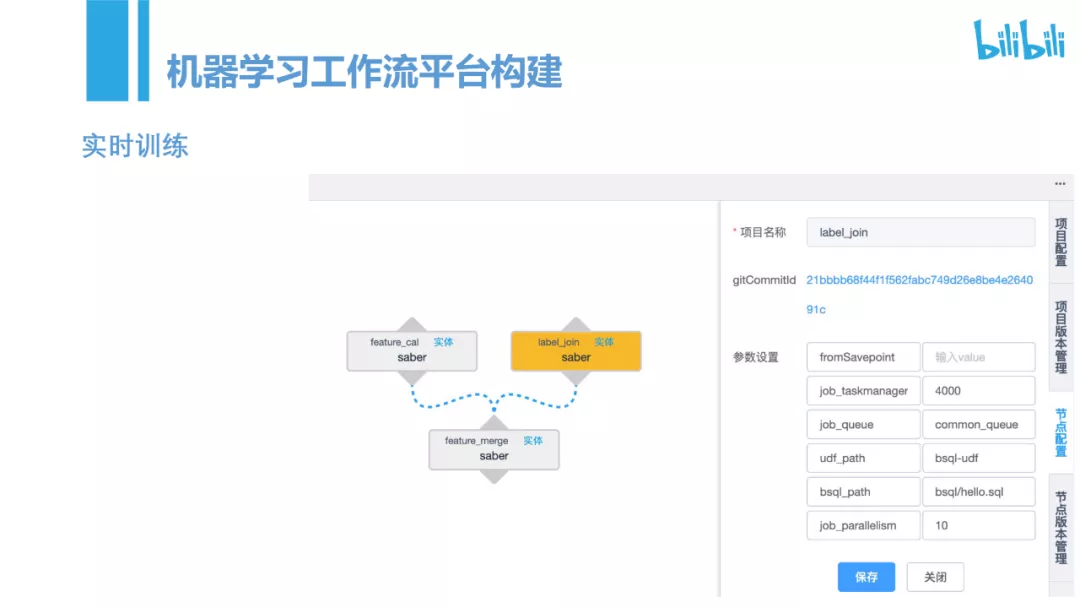 机器学习工作流平台构建
bilibili
实时训练
feature_cal 实体
saber
label_join 实体
saber
feature_merge 实体
saber
* 项目名称 label_join
gitCommitId 21bbbb68f44f1f562fabc749d26e8be4e2640
91c
参数设置 fromSavepoint 输入value
job_taskmanager 4000
job_queue common_queue
udf_path bsql-udf
bsql_path bsql/hello.sql
job_parallelism 10
保存 关闭
项目配置
项目版本管理
节点配置
节点版本管理